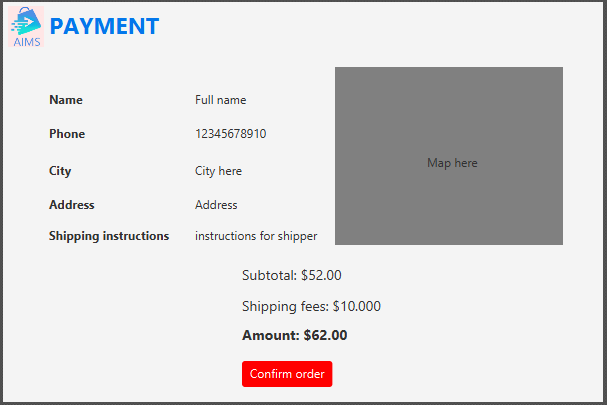 AIMS
PAYMENT
Name Full name
Phone 12345678910
Map here
City City here
Address Address
Shipping instructions instructions for shipper
Subtotal: $52.00
Shipping fees: $10.000
Amount: $62.00
Confirm order